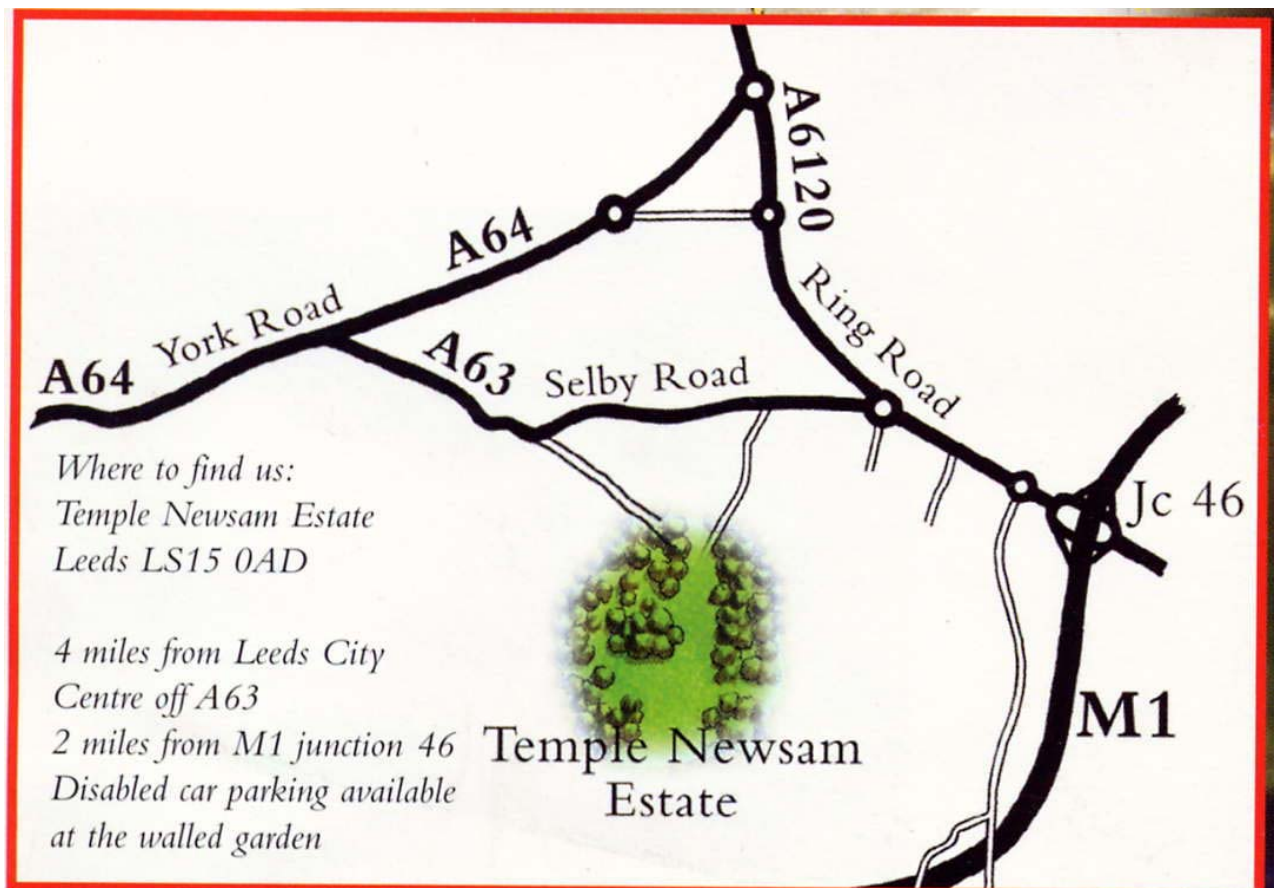 A6120
A64
Ring Road
York Road
A63
A64
Selby Road
Where to find us:
Temple Newsam Estate
Leeds LS15 0AD
Jc 46
4 miles from Leeds City
Centre off A63
2 miles from M1 junction 46
Disabled car parking available
at the walled garden
M1
Temple Newsam
Estate